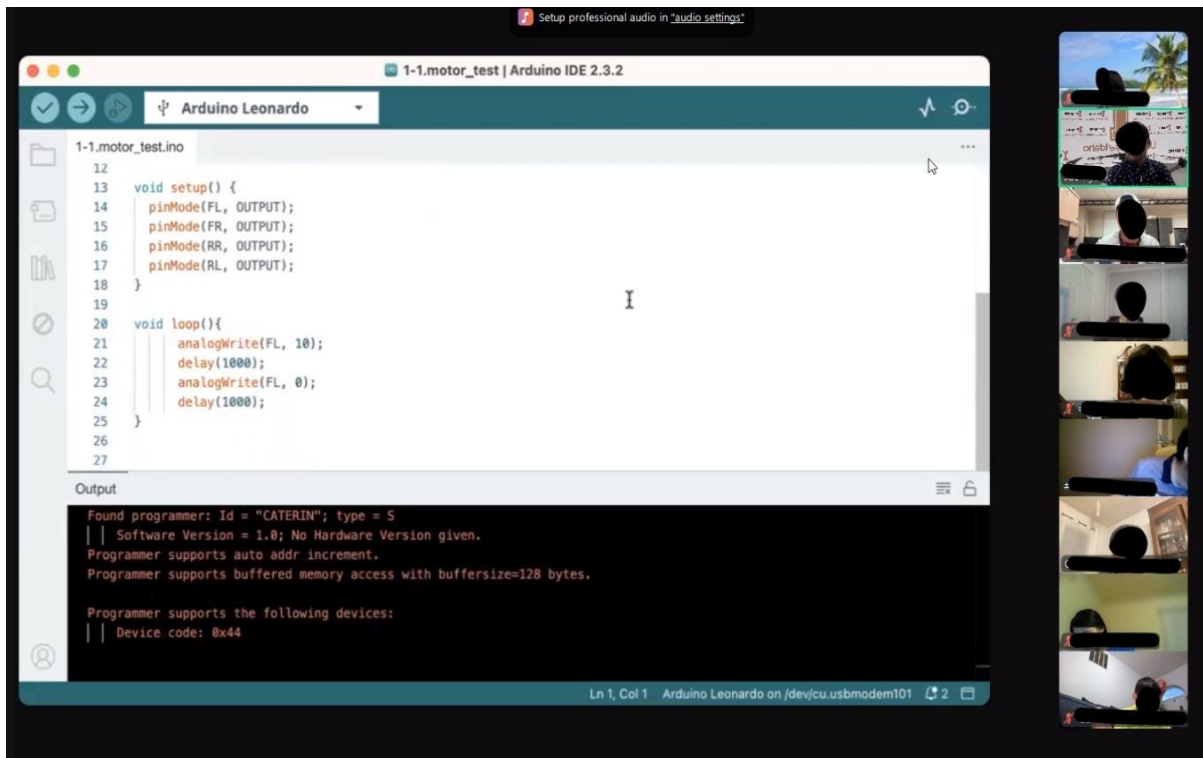 Setup professional audio in "audio settings"
1-1.motor_test | Arduino IDE 2.3.2
Arduino Leonardo
1-1.motor_test.ino
12
13 void setup() {
14 pinMode(FL, OUTPUT);
15 pinMode(FR, OUTPUT);
16 pinMode(RR, OUTPUT);
17 pinMode(RL, OUTPUT);
18 }
19
20 void loop(){
21 analogWrite(FL, 10);
22 delay(1000);
23 analogWrite(FL, 0);
24 delay(1000);
25 }
26
27
Output
Found programmer: Id = "CATERIN"; type = S
Software Version = 1.0; No Hardware Version given.
Programmer supports auto addr increment.
Programmer supports buffered memory access with buffersize=128 bytes.
Programmer supports the following devices:
Device code: 0x44
Ln 1, Col 1 Arduino Leonardo on /dev/cu.usbmodem101 2